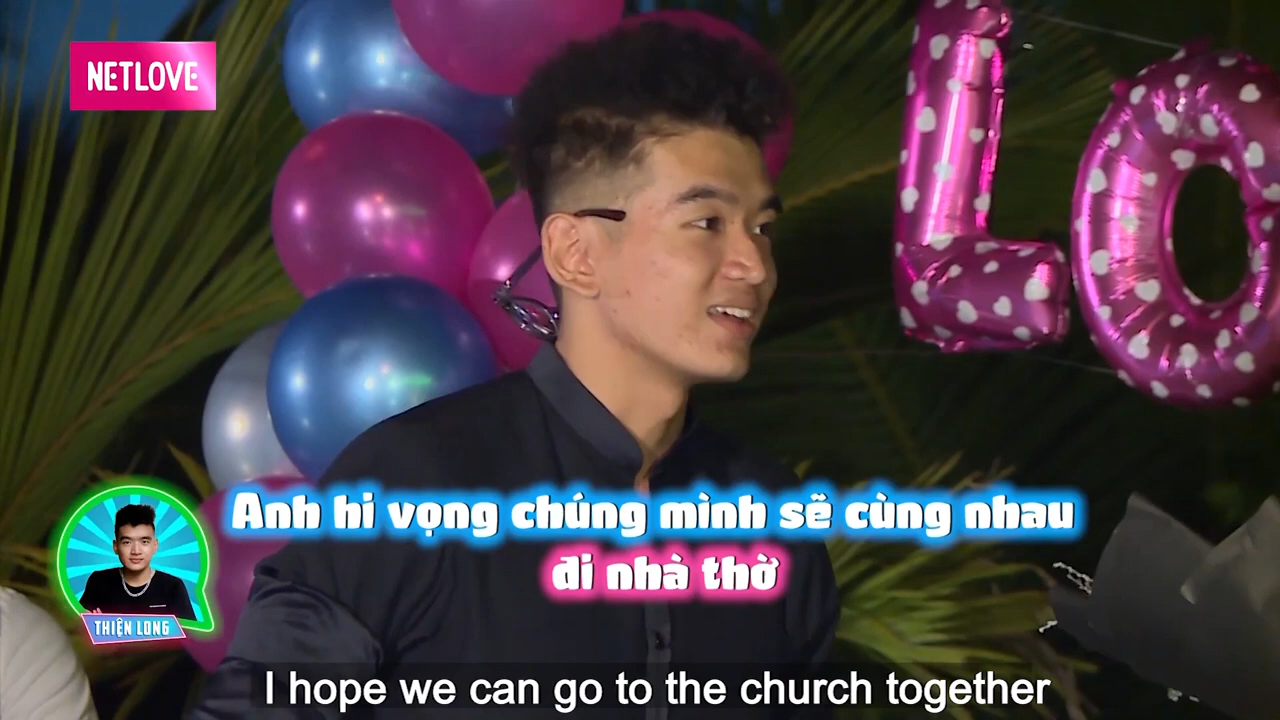 NETLOVE
LO
Anh hi vọng chúng mình sẽ cùng nhau
đi nhà thờ
THIỆN LONG
I hope we can go to the church together